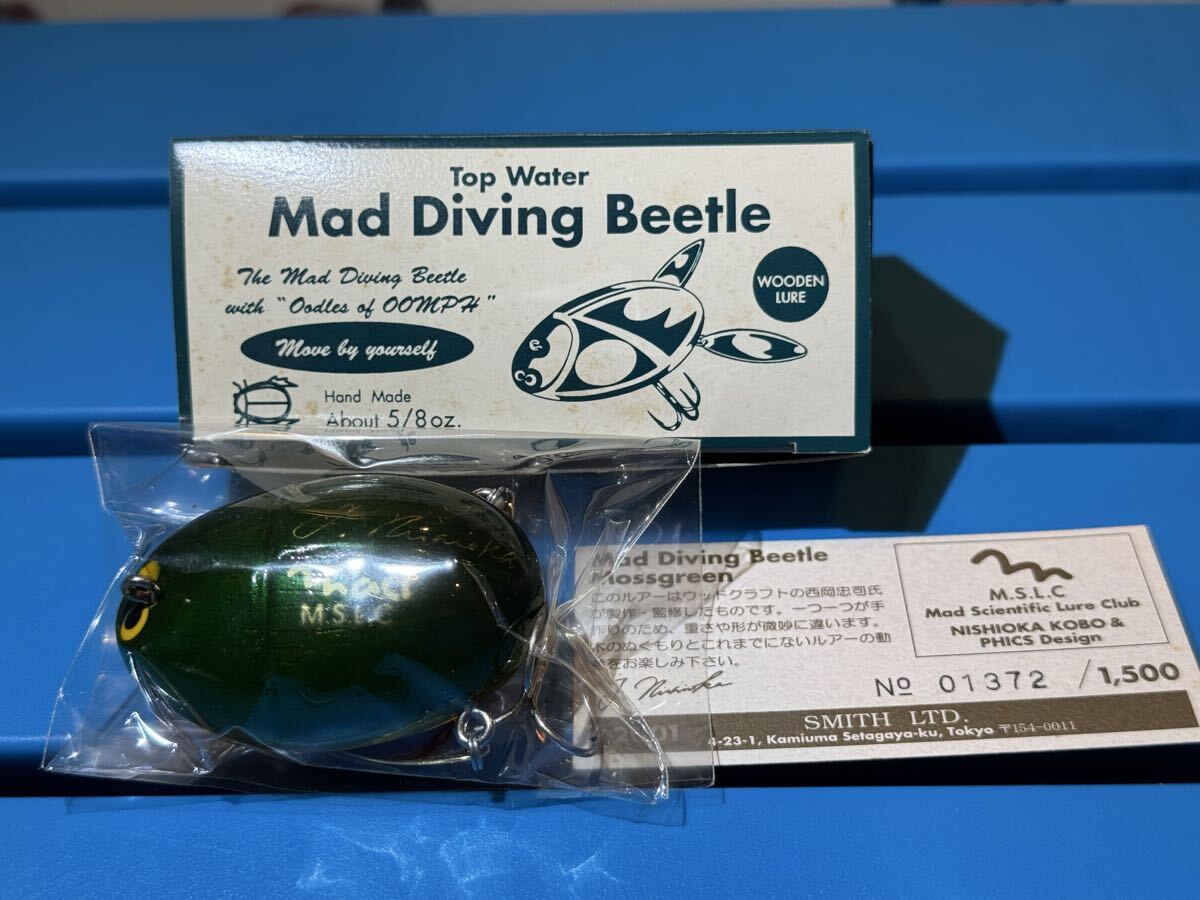 Top Water
Mad Diving Beetle
The Mad Diving Beetle
with "Oodles of OOMPH"
Move by yourself
WOODEN
LURE
Hand Made
About 5/8oz.
M.S.L.C
Mad Diving Beetle
Mossgreen
このルアーはウッドクラフトの西岡忠司氏
が製作・監修したものです。一つ一つが手
作りのため、重さや形が微妙に違います。
木のぬくもりとこれまでにないルアーの動
をお楽しみ下さい。
M.S.L.C
Mad Scientific Lure Club
NISHIOKA KOBO &
PHICS Design
№ 01372 /1,500
SMITH LTD.
-23-1, Kamiuma Setagaya-ku, Tokyo 〒154-0011